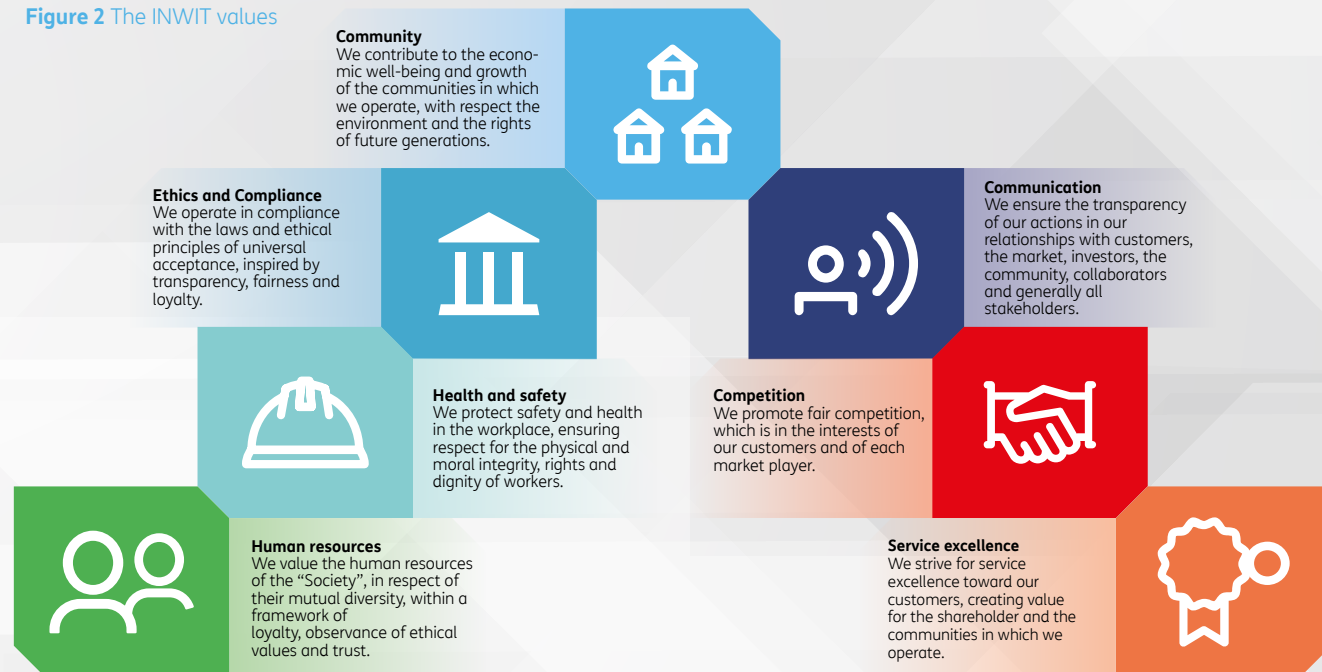 Figure 2 The INWIT values
Community
We contribute to the econo-
mic well-being and growth
of the communities in which
we operate, with respect the
environment and the rights
of future generations.
Ethics and Compliance
We operate in compliance
with the laws and ethical
principles of universal
acceptance, inspired by
transparency, fairness and
loyalty.
Communication
We ensure the transparency
of our actions in our
relationships with customers,
the market, investors, the
community, collaborators
and generally all
stakeholders.
Health and safety
We protect safety and health
in the workplace, ensuring
respect for the physical and
moral integrity, rights and
dignity of workers.
Competition
We promote fair competition,
which is in the interests of
our customers and of each
market player.
Human resources
We value the human resources
of the “Society”, in respect of
their mutual diversity, within a
framework of
loyalty, observance of ethical
values and trust.
Service excellence
We strive for service
excellence toward our
customers, creating value
for the shareholder and the
communities in which we
operate.